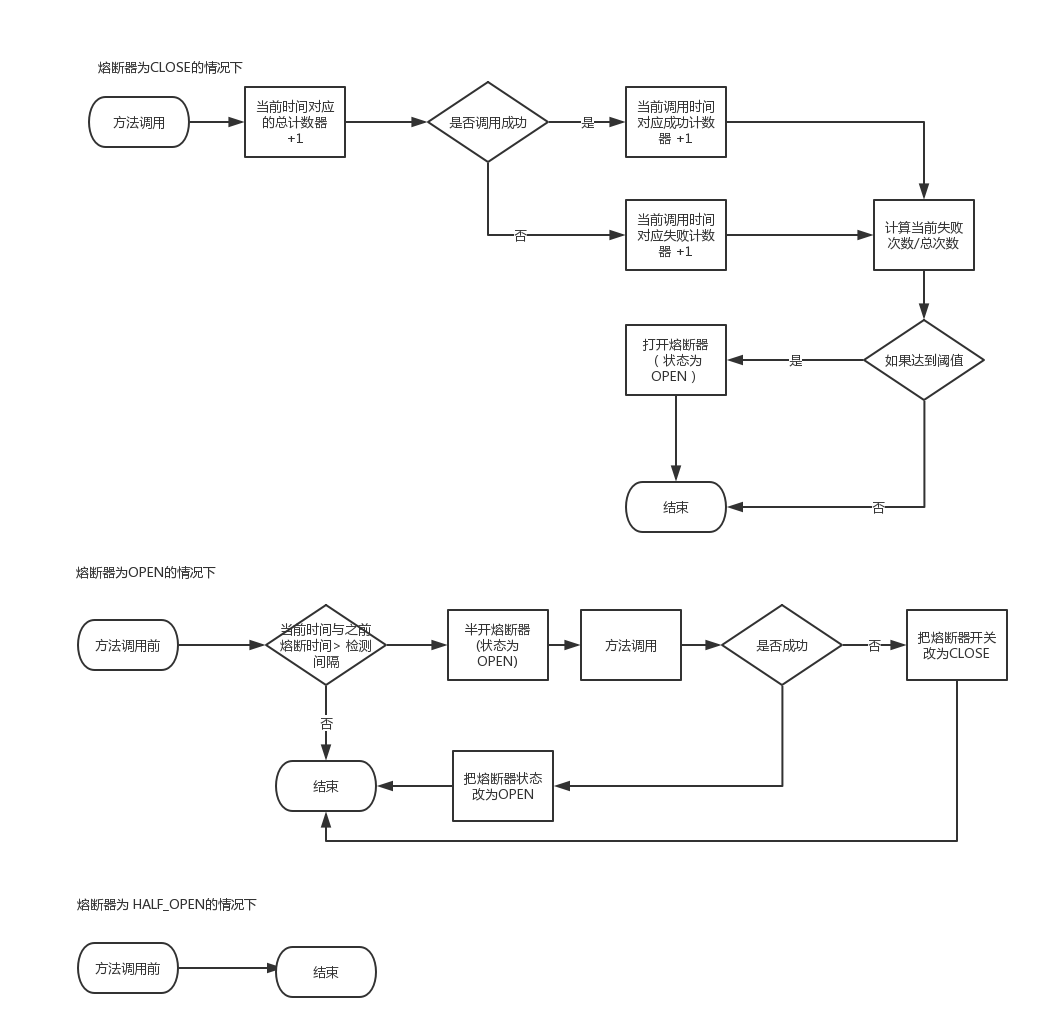 熔断器为CLOSE的情况下
方法调用
当前时间对应
的总计数器
+1
是否调用成功
是
当前调用时间
对应成功计数
器 +1
否
当前调用时间
对应失败计数
器 +1
计算当前失败
次数/总次数
打开熔断器
（状态为
OPEN）
是
如果达到阈值
结束
否
熔断器为OPEN的情况下
方法调用前
当前时间与之前
熔断时间> 检测
间隔
半开熔断器
(状态为
OPEN)
方法调用
是否成功
否
把熔断器开关
改为CLOSE
否
结束
把熔断器状态
改为OPEN
熔断器为 HALF_OPEN的情况下
方法调用前
结束